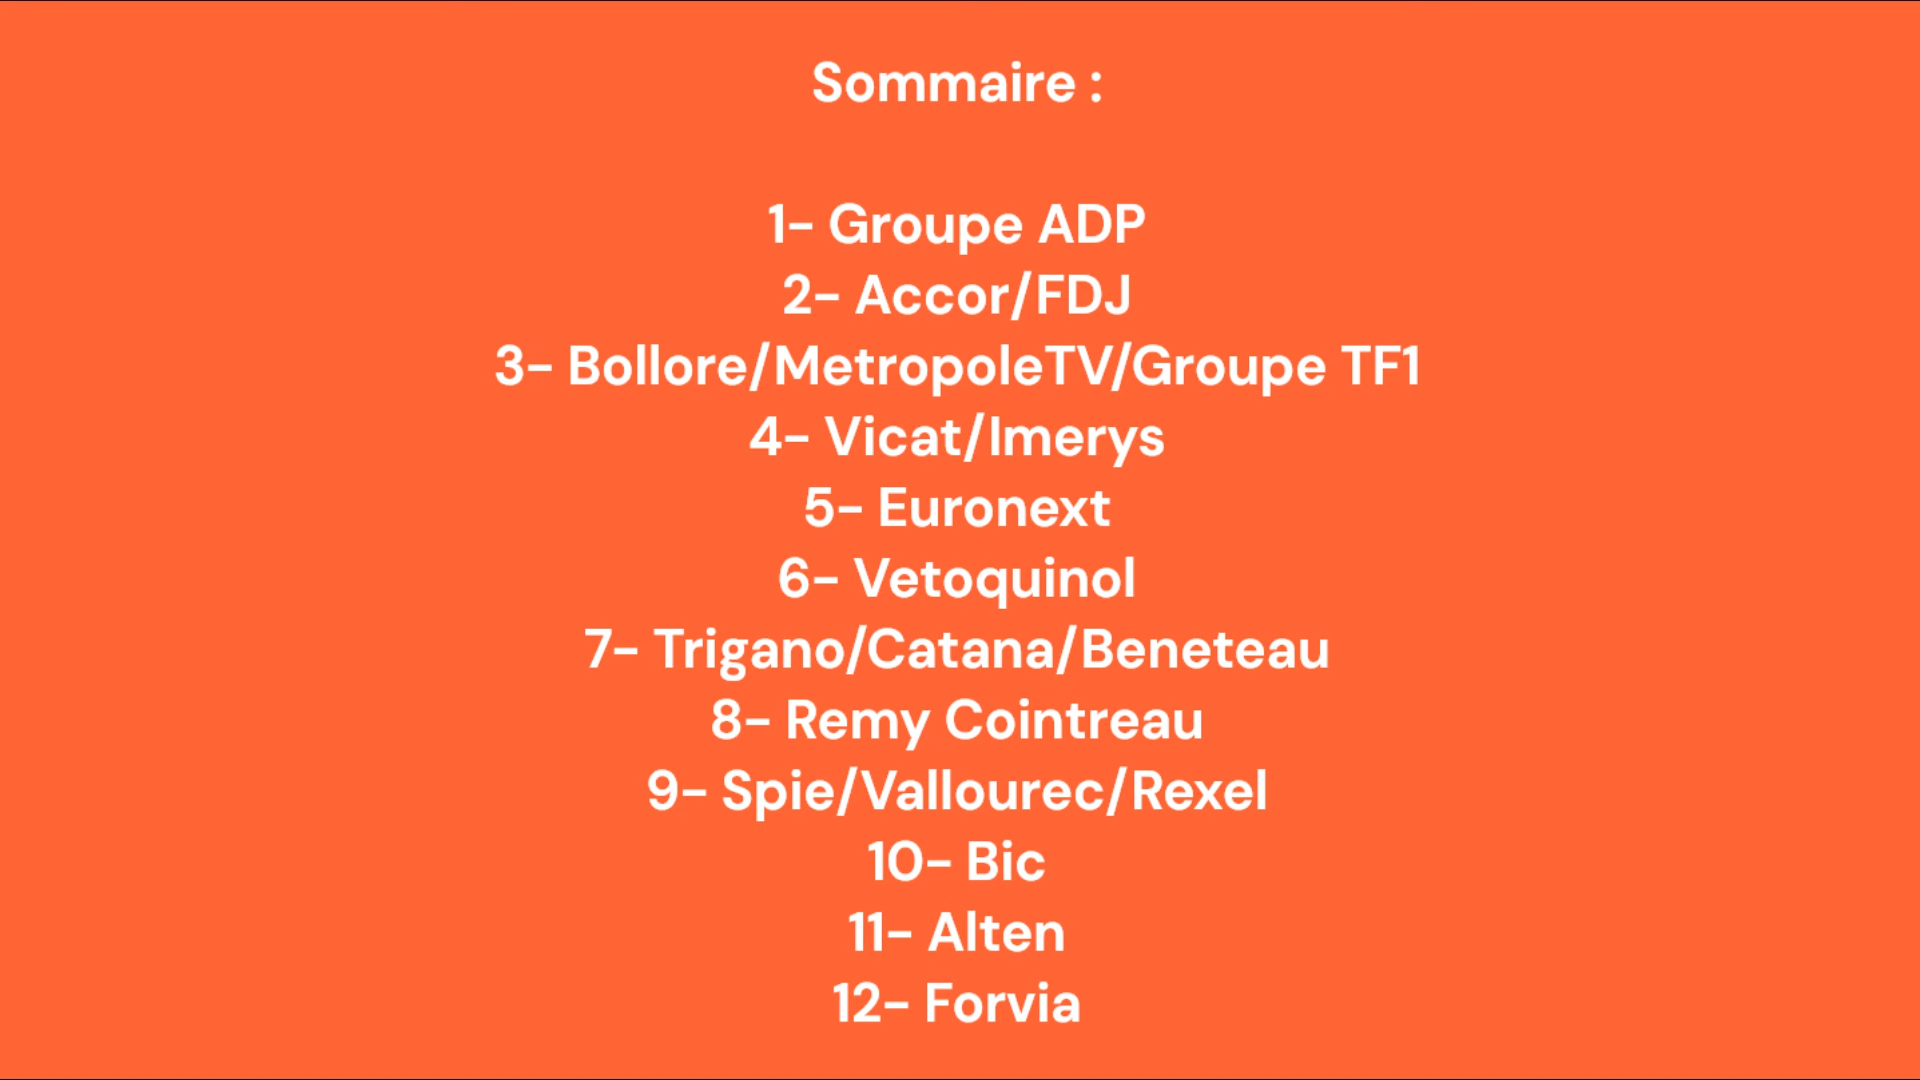 Sommaire :
1- Groupe ADP
2- Accor/FDJ
3- Bollore/MetropoleTV/Groupe TF1
4- Vicat/Imerys
5- Euronext
6- Vetoquinol
7- Trigano/Catana/Beneteau
8- Remy Cointreau
9- Spie/Vallourec/Rexel
10- Bic
11- Alten
12- Forvia